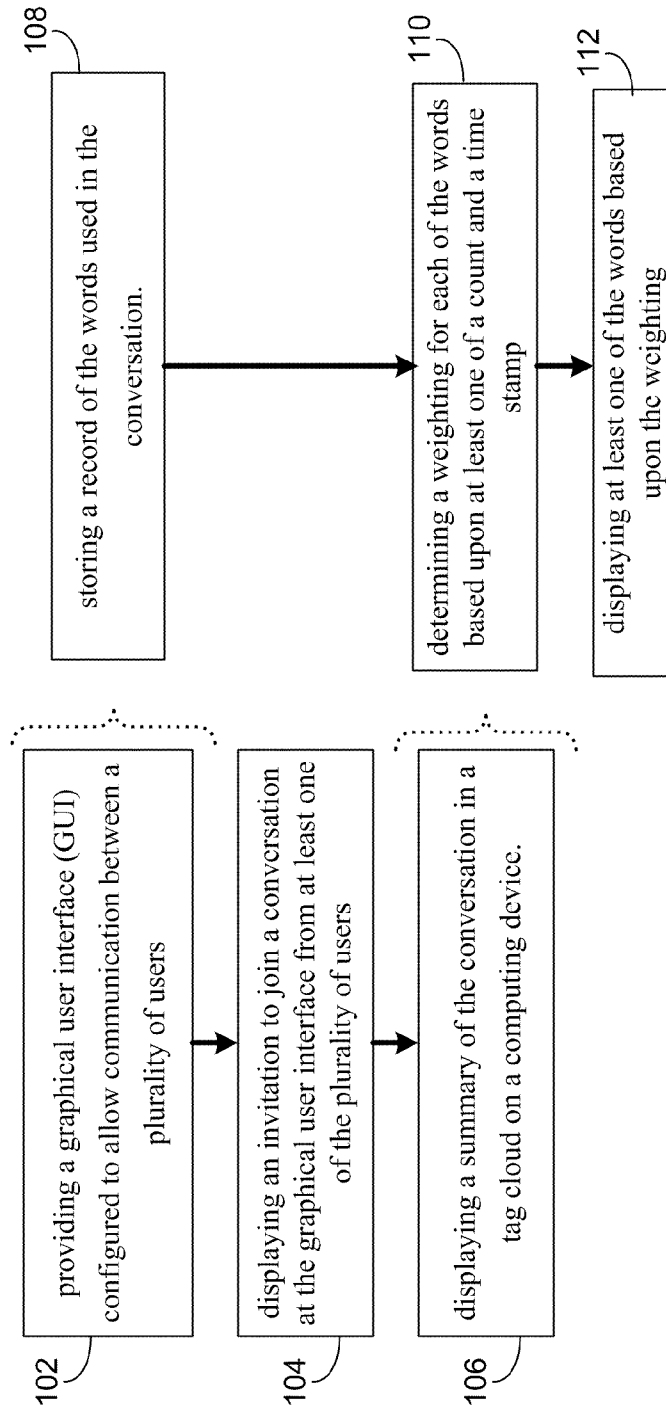 102
providing a graphical user interface (GUI)
configured to allow communication between a
plurality of users
104
displaying an invitation to join a conversation
at the graphical user interface from at least one
of the plurality of users
106
displaying a summary of the conversation in a
tag cloud on a computing device.
108
storing a record of the words used in the
conversation.
110
determining a weighting for each of the words
based upon at least one of a count and a time
stamp
112
displaying at least one of the words based
upon the weighting